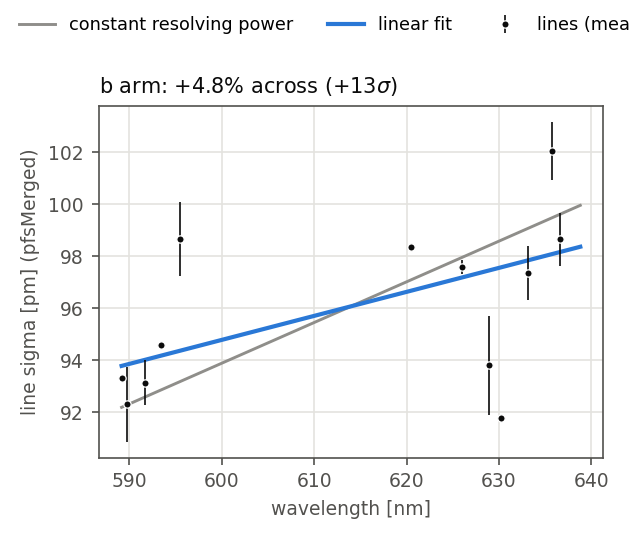 constant resolving power linear fit lines (mea
b arm: +4.8% across (+13σ)
line sigma [pm] (pfsMerged)
102
100
98
96
94
92
590 600 610 620 630 640
wavelength [nm]